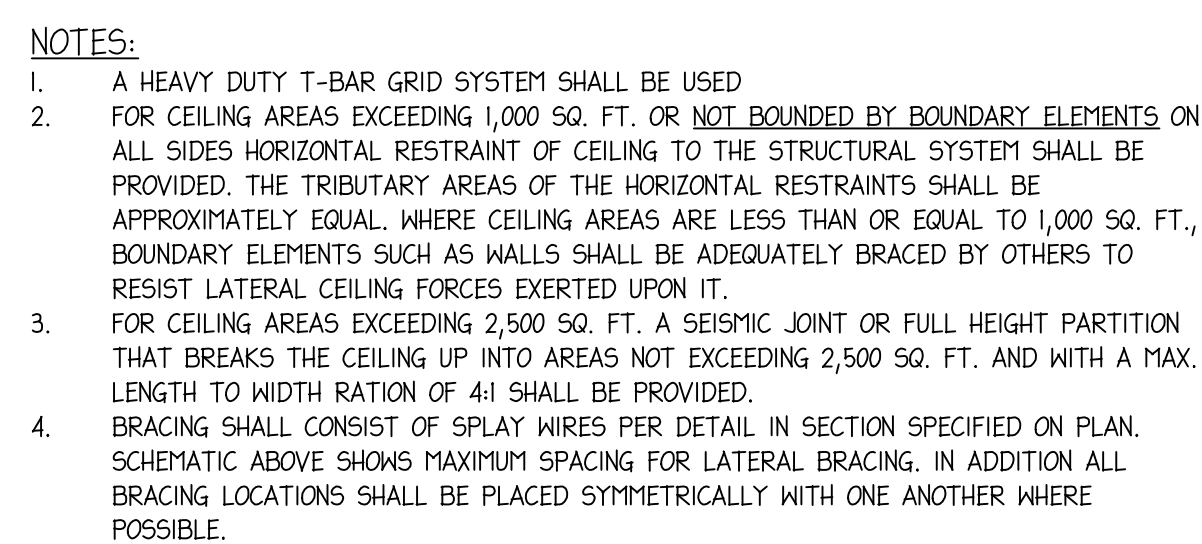 NOTES:
1. A HEAVY DUTY T-BAR GRID SYSTEM SHALL BE USED
2. FOR CEILING AREAS EXCEEDING 1,000 SQ. FT. OR NOT BOUNDED BY BOUNDARY ELEMENTS ON
ALL SIDES HORIZONTAL RESTRAINT OF CEILING TO THE STRUCTURAL SYSTEM SHALL BE
PROVIDED. THE TRIBUTARY AREAS OF THE HORIZONTAL RESTRAINTS SHALL BE
APPROXIMATELY EQUAL. WHERE CEILING AREAS ARE LESS THAN OR EQUAL TO 1,000 SQ. FT.,
BOUNDARY ELEMENTS SUCH AS WALLS SHALL BE ADEQUATELY BRACED BY OTHERS TO
RESIST LATERAL CEILING FORCES EXERTED UPON IT.
3. FOR CEILING AREAS EXCEEDING 2,500 SQ. FT. A SEISMIC JOINT OR FULL HEIGHT PARTITION
THAT BREAKS THE CEILING UP INTO AREAS NOT EXCEEDING 2,500 SQ. FT. AND WITH A MAX.
LENGTH TO WIDTH RATION OF 4:1 SHALL BE PROVIDED.
4. BRACING SHALL CONSIST OF SPLAY WIRES PER DETAIL IN SECTION SPECIFIED ON PLAN.
SCHEMATIC ABOVE SHOWS MAXIMUM SPACING FOR LATERAL BRACING. IN ADDITION ALL
BRACING LOCATIONS SHALL BE PLACED SYMMETRICALLY WITH ONE ANOTHER WHERE
POSSIBLE.